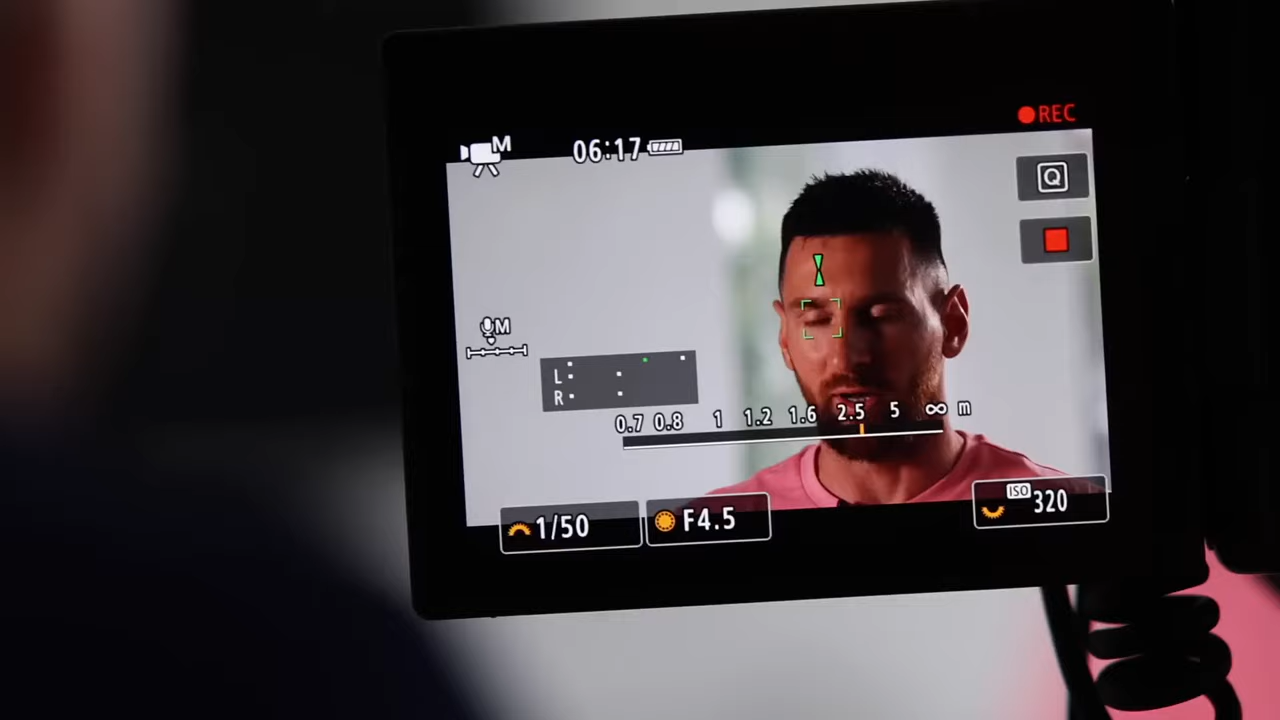 REC
M
06:17
Q
M
L
R
0.7 0.8 1 1.2 1.6 2.5 5 ∞ m
1/50
F4.5
ISO 320